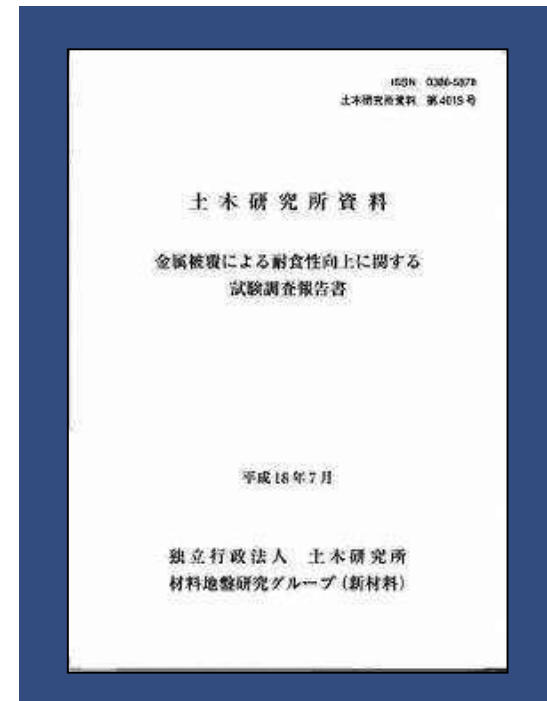 ISSN 0386-5878
土木研究所資料 第4019号
土木研究所資料
金属被覆による耐食性向上に関する
試験調査報告書
平成18年7月
独立行政法人 土木研究所
材料地盤研究グループ（新材料）